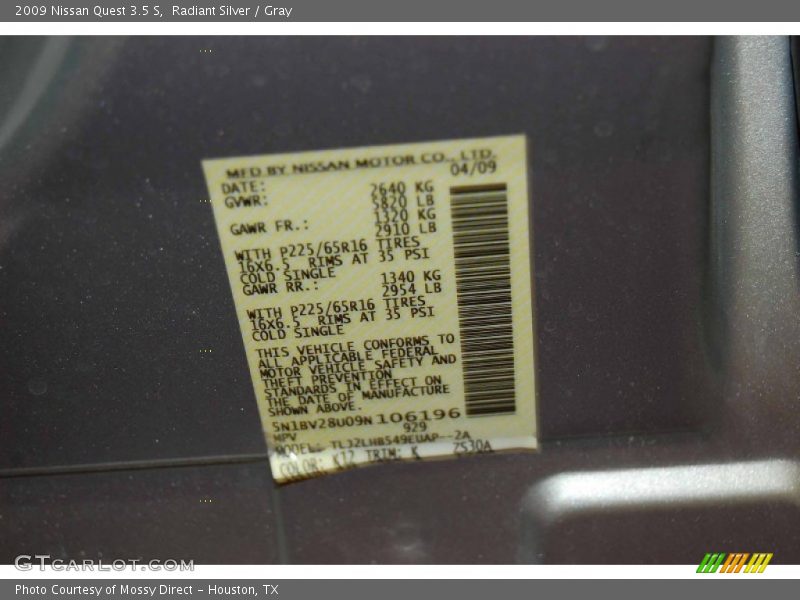 2009 Nissan Quest 3.5 S, Radiant Silver / Gray
MFD BY NISSAN MOTOR CO., LTD.
DATE: 04/09
GVWR: 2640 KG
5820 LB
GAWR FR.: 1320 KG
2910 LB
WITH P225/65R16 TIRES
16X6.5 RIMS AT 35 PSI
COLD SINGLE
GAWR RR.: 1340 KG
2954 LB
WITH P225/65R16 TIRES
16X6.5 RIMS AT 35 PSI
COLD SINGLE
THIS VEHICLE CONFORMS TO
ALL APPLICABLE FEDERAL
MOTOR VEHICLE SAFETY AND
THEFT PREVENTION
STANDARDS IN EFFECT ON
THE DATE OF MANUFACTURE
SHOWN ABOVE.
5N1BV28U09N106196
MPV 929
MODEL: TLJ2LHB549EUAP--2A
COLOR: K12 TRIM: K ZS30A
GTcarlot.com
Photo Courtesy of Mossy Direct - Houston, TX